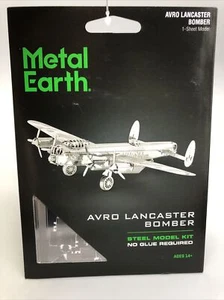 AVRO LANCASTER
BOMBER
1-Sheet Model
Metal
Earth.
AVRO LANCASTER
BOMBER
STEEL MODEL KIT
NO GLUE REQUIRED
AGES 14+